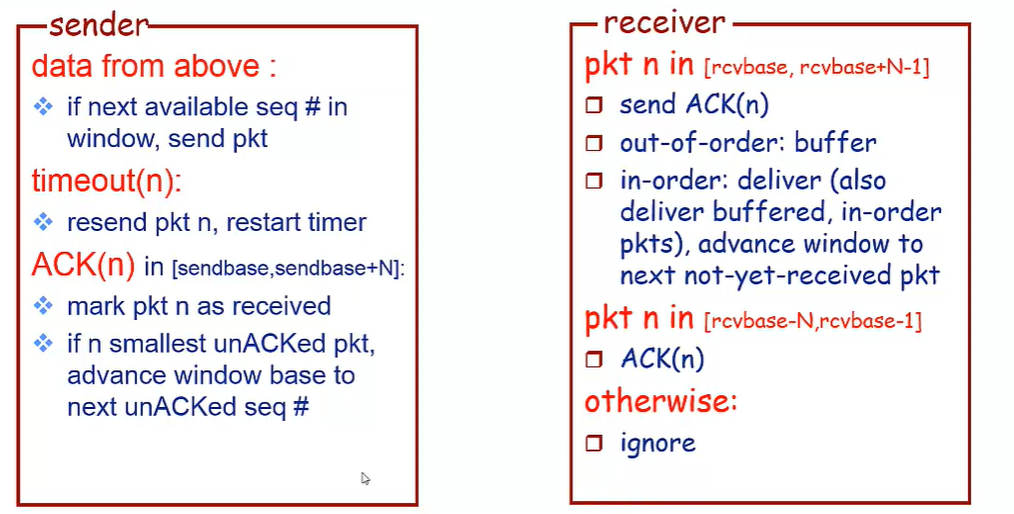 sender
data from above :
if next available seq # in
window, send pkt
timeout(n):
resend pkt n, restart timer
ACK(n) in [sendbase,sendbase+N]:
mark pkt n as received
if n smallest unACKed pkt,
advance window base to
next unACKed seq #
receiver
pkt n in [rcvbase, rcvbase+N-1]
send ACK(n)
out-of-order: buffer
in-order: deliver (also
deliver buffered, in-order
pkts), advance window to
next not-yet-received pkt
pkt n in [rcvbase-N,rcvbase-1]
ACK(n)
otherwise:
ignore